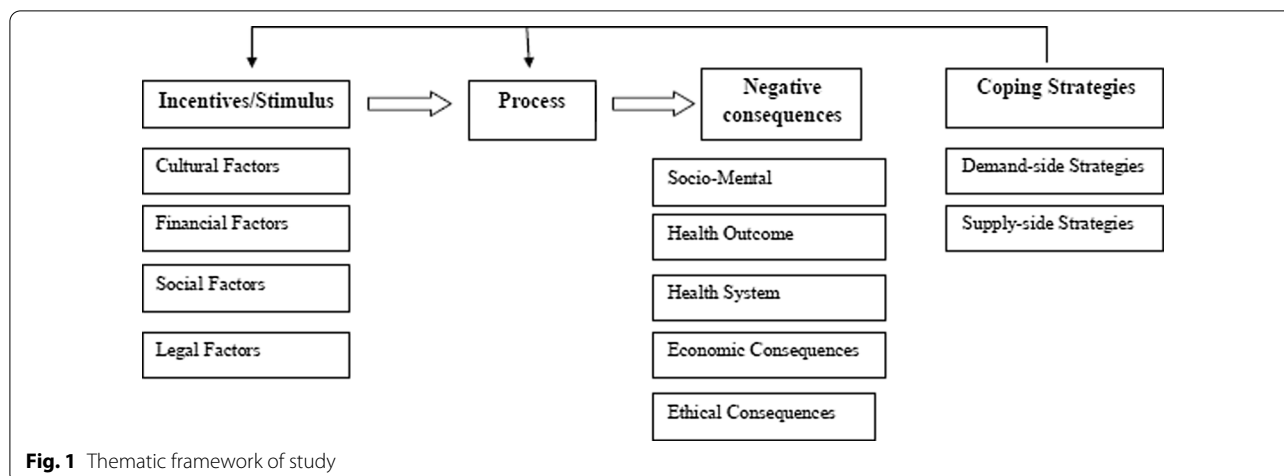 Incentives/Stimulus
Process
Negative
consequences
Coping Strategies
Cultural Factors
Financial Factors
Social Factors
Legal Factors
Socio-Mental
Health Outcome
Health System
Economic Consequences
Ethical Consequences
Demand-side Strategies
Supply-side Strategies
Fig. 1 Thematic framework of study